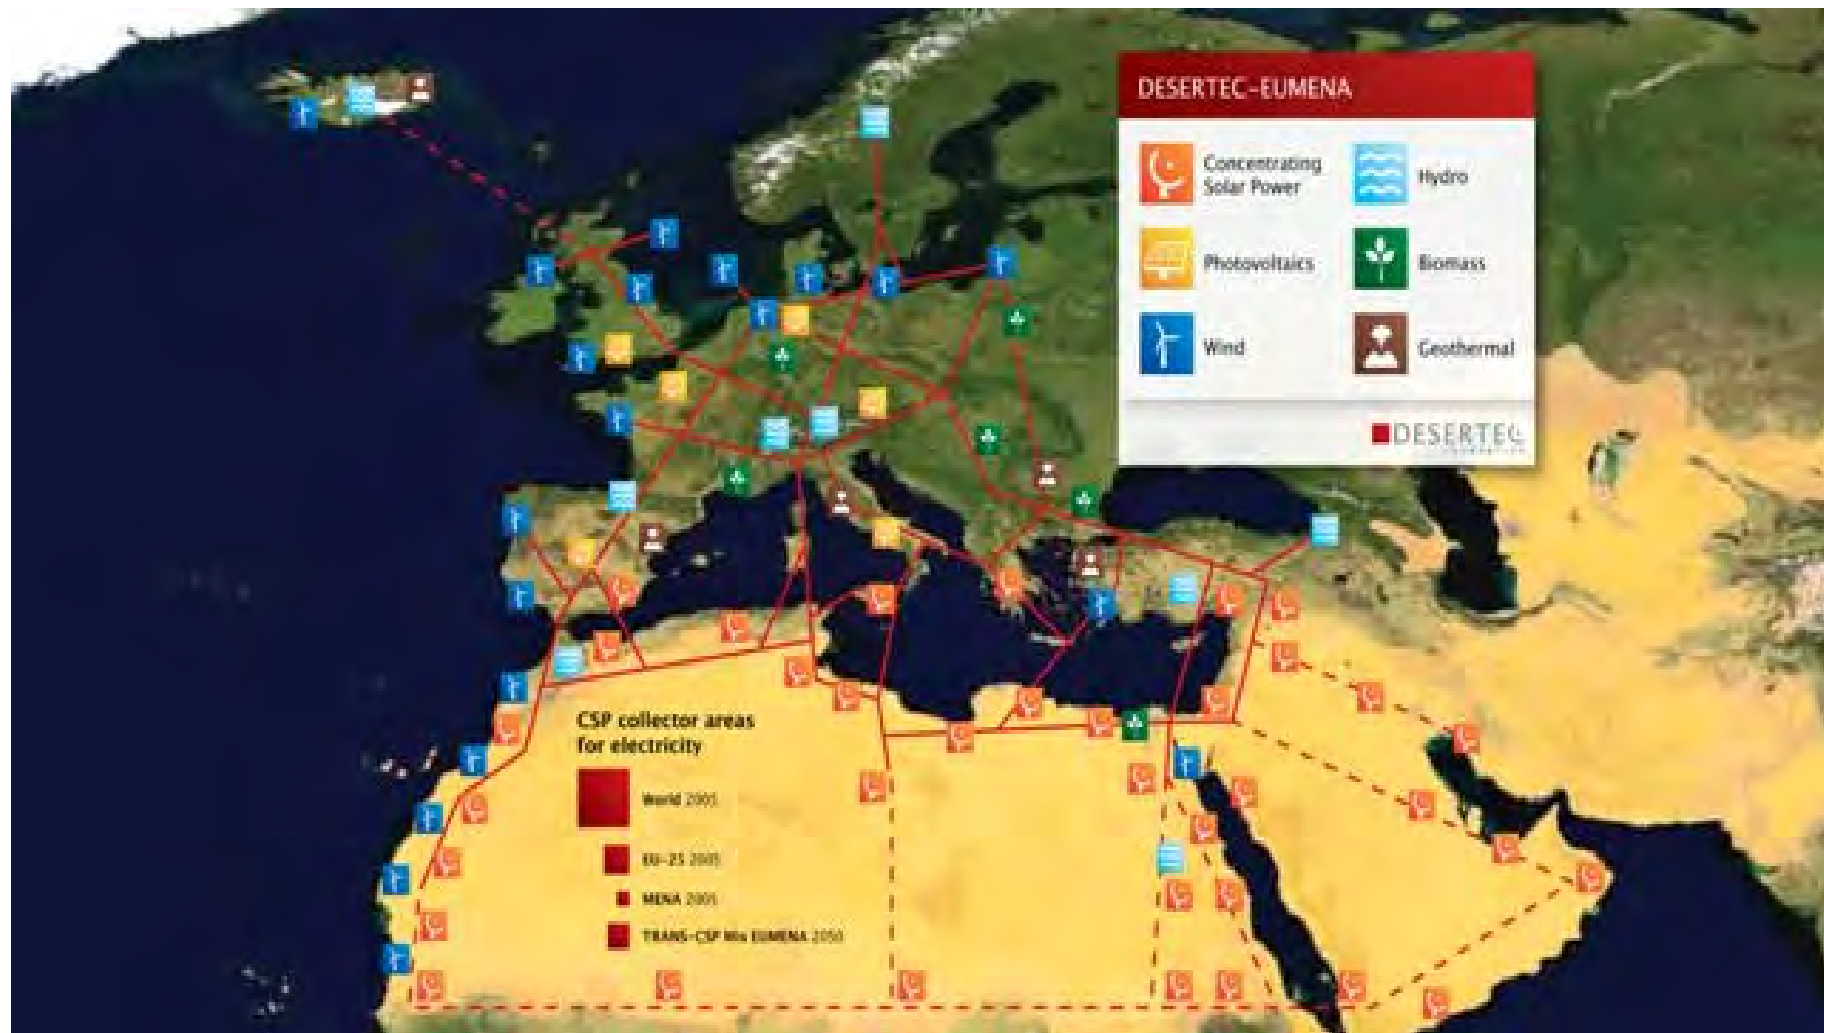 DESERTEC-EUMENA
Concentrating
Solar Power
Hydro
Photovoltaics
Biomass
Wind
Geothermal
DESERTEC
CSP collector areas
for electricity
World 2005
EU-25 2005
MENA 2005
TRANS-CSP Mix EUMENA 2050